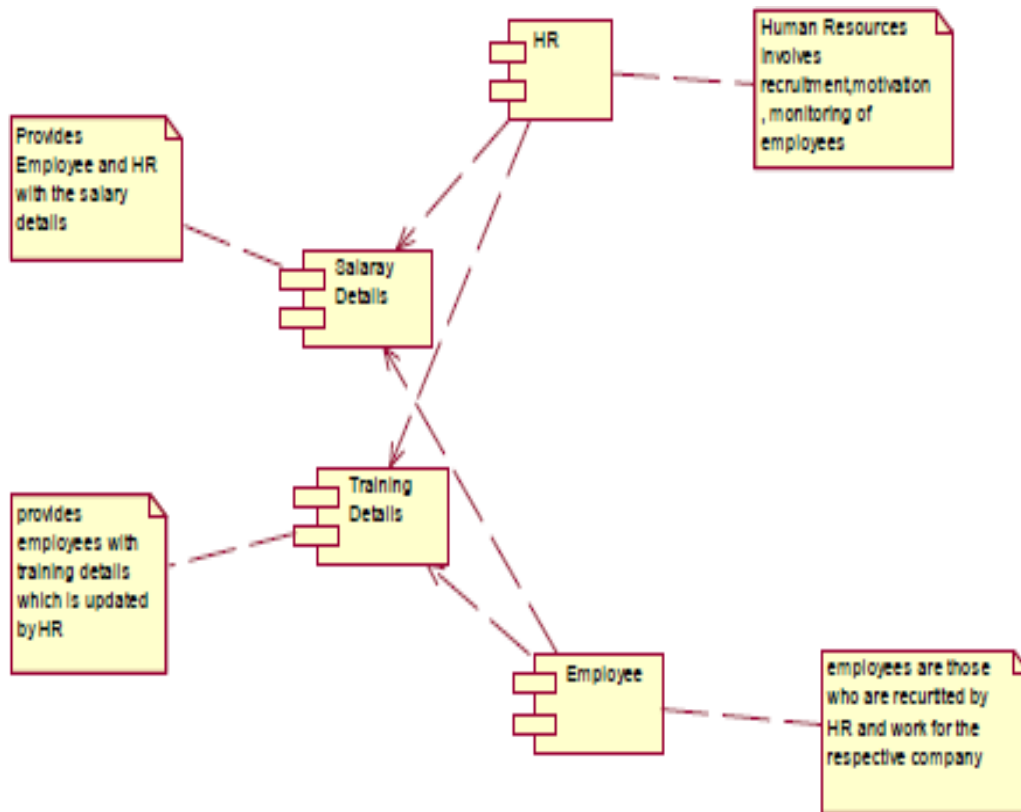 HR
Human Resources
involves
recruitment,motivation
, monitoring of
employees
Provides
Employee and HR
with the salary
details
Salaray
Details
Training
Details
provides
employees with
training details
which is updated
by HR
Employee
employees are those
who are recurtted by
HR and work for the
respective company